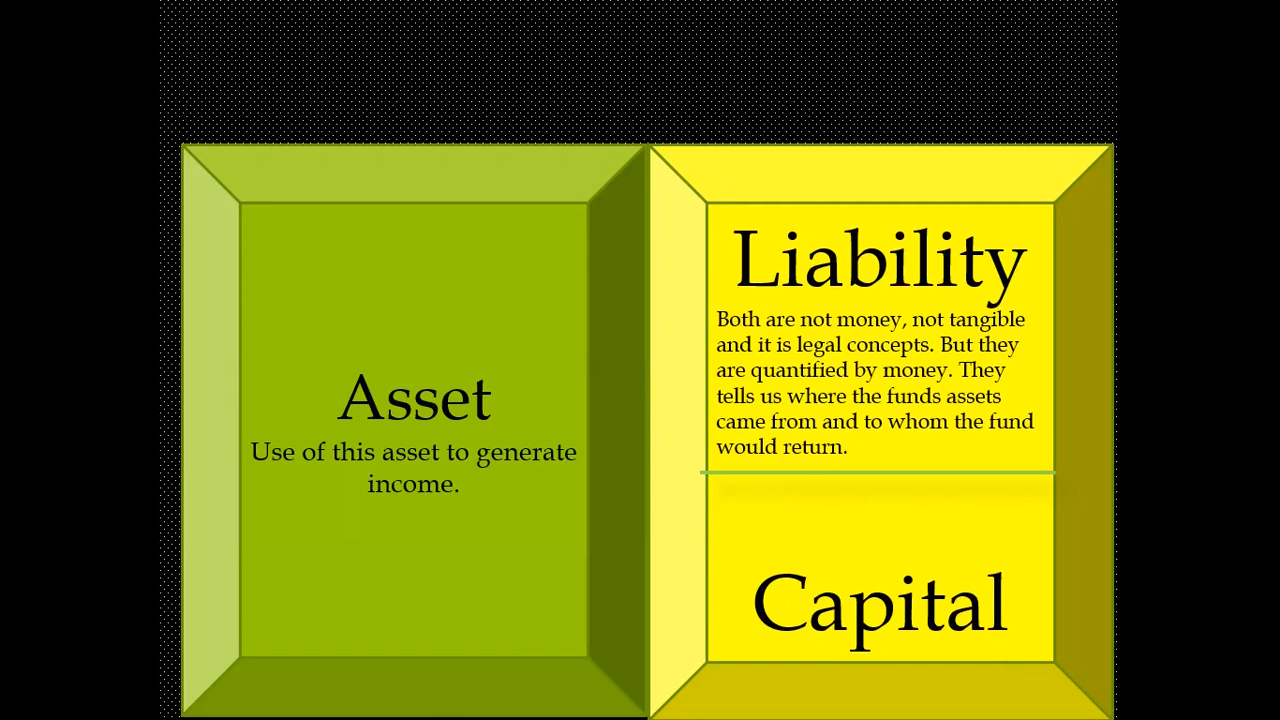 Asset
Use of this asset to generate
income.
Liability
Both are not money, not tangible
and it is legal concepts. But they
are quantified by money. They
tells us where the funds assets
came from and to whom the fund
would return.
Capital